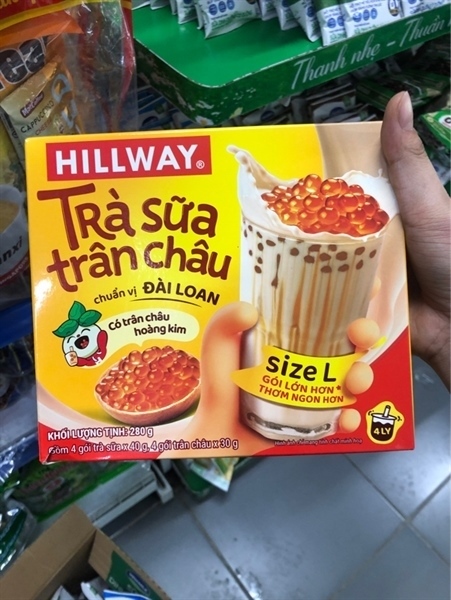 Thanh nhẹ - Thuần
HILLWAY®
Trà sữa
trân châu
chuẩn vị ĐÀI LOAN
Có trân châu
hoàng kim
size L
GÓI LỚN HƠN*
THƠM NGON HƠN
KHỐI LƯỢNG TỊNH: 280 g
Gồm 4 gói trà sữa x 40 g, 4 gói trân châu x 30 g
4 LY